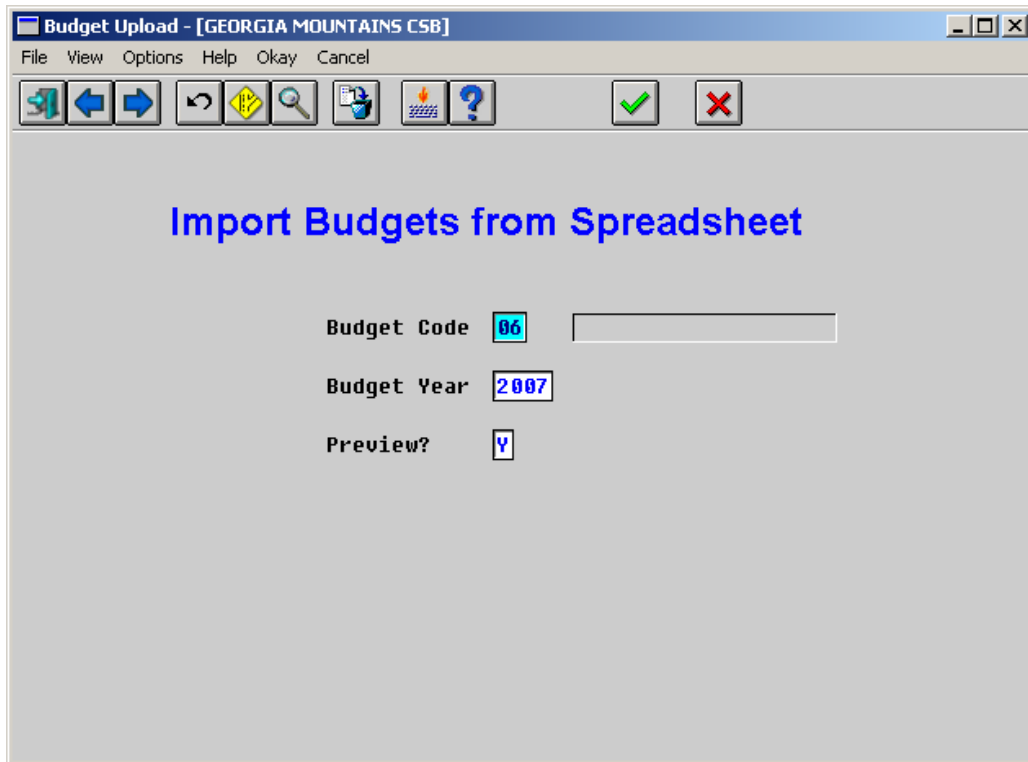 Budget Upload - [GEORGIA MOUNTAINS CSB]
File View Options Help Okay Cancel
Import Budgets from Spreadsheet
Budget Code 06
Budget Year 2007
Preview? Y